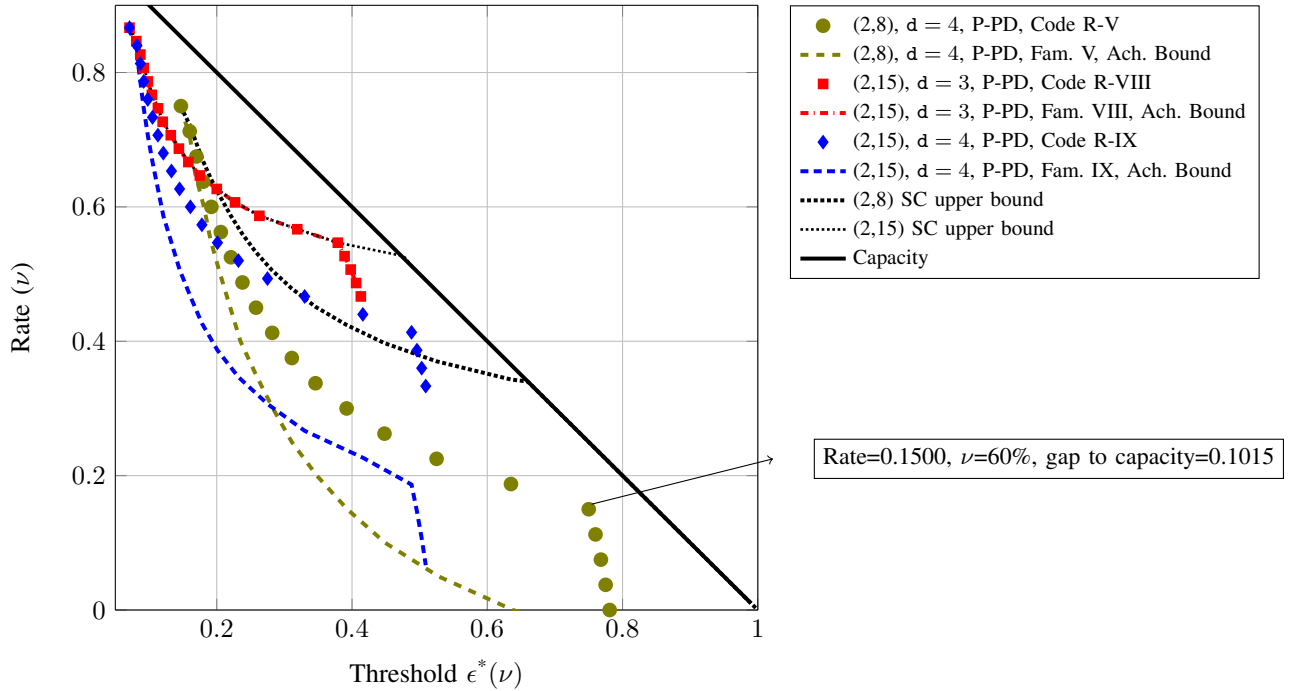 (2,8), d = 4, P-PD, Code R-V
(2,8), d = 4, P-PD, Fam. V, Ach. Bound
(2,15), d = 3, P-PD, Code R-VIII
(2,15), d = 3, P-PD, Fam. VIII, Ach. Bound
(2,15), d = 4, P-PD, Code R-IX
(2,15), d = 4, P-PD, Fam. IX, Ach. Bound
(2,8) SC upper bound
(2,15) SC upper bound
Capacity
Rate (ν)
0.8
0.6
0.4
0.2
0
Rate=0.1500, ν=60%, gap to capacity=0.1015
0.2 0.4 0.6 0.8 1
Threshold ϵ*(ν)